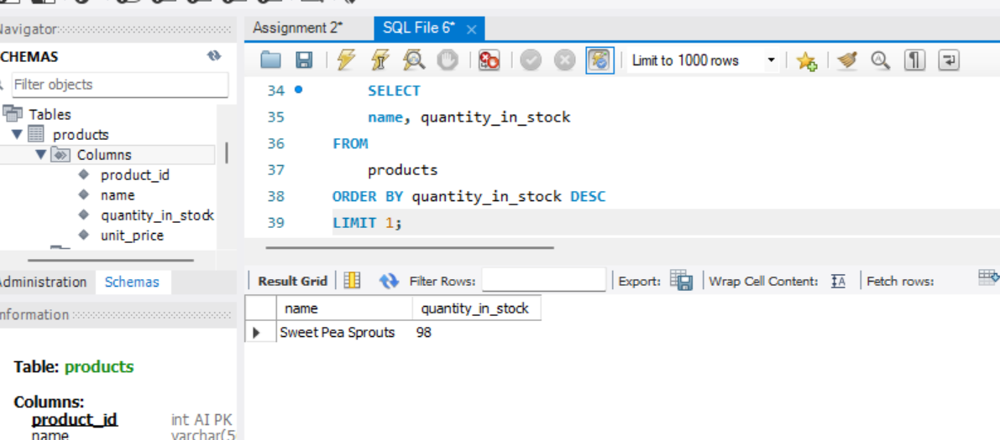 Navigator
SCHEMAS
Filter objects
Tables
products
Columns
product_id
name
quantity_in_stock
unit_price
Administration Schemas
Information
Table: products
Columns:
product_id int AI PK
name varchar(5
Assignment 2* SQL File 6*
Limit to 1000 rows
34 SELECT
35 name, quantity_in_stock
36 FROM
37 products
38 ORDER BY quantity_in_stock DESC
39 LIMIT 1;
Result Grid Filter Rows: Export: Wrap Cell Content: Fetch rows:
name quantity_in_stock
Sweet Pea Sprouts 98